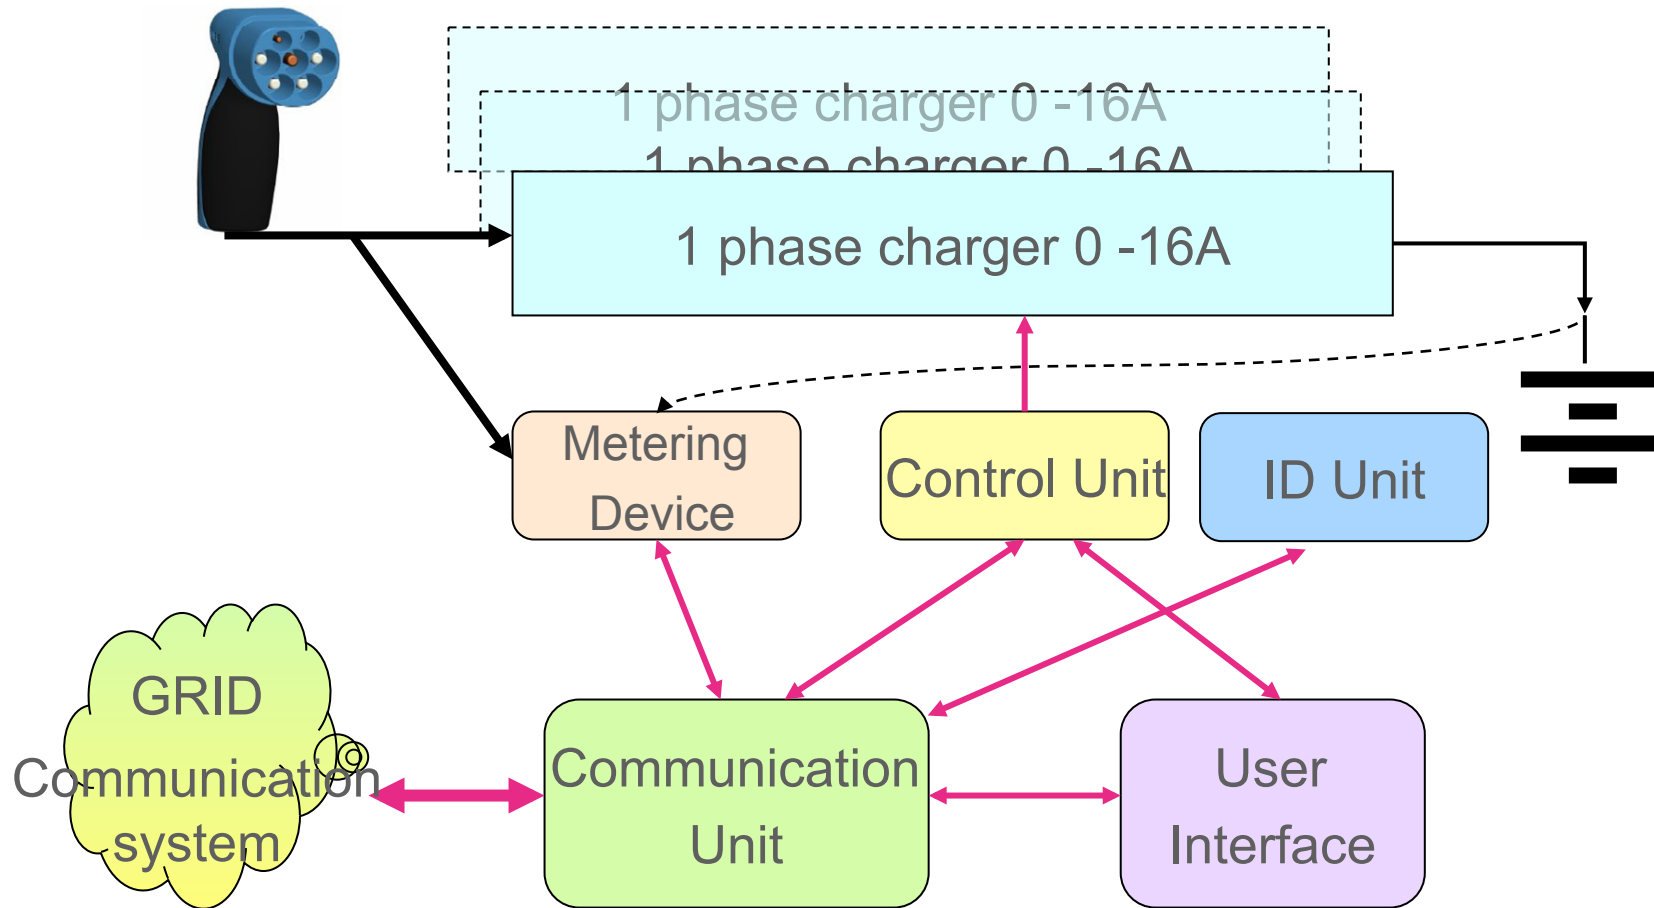 1 phase charger 0 -16A
1 phase charger 0 -16A
1 phase charger 0 -16A
Metering
Device
Control Unit
ID Unit
GRID
Communication
system
Communication
Unit
User
Interface